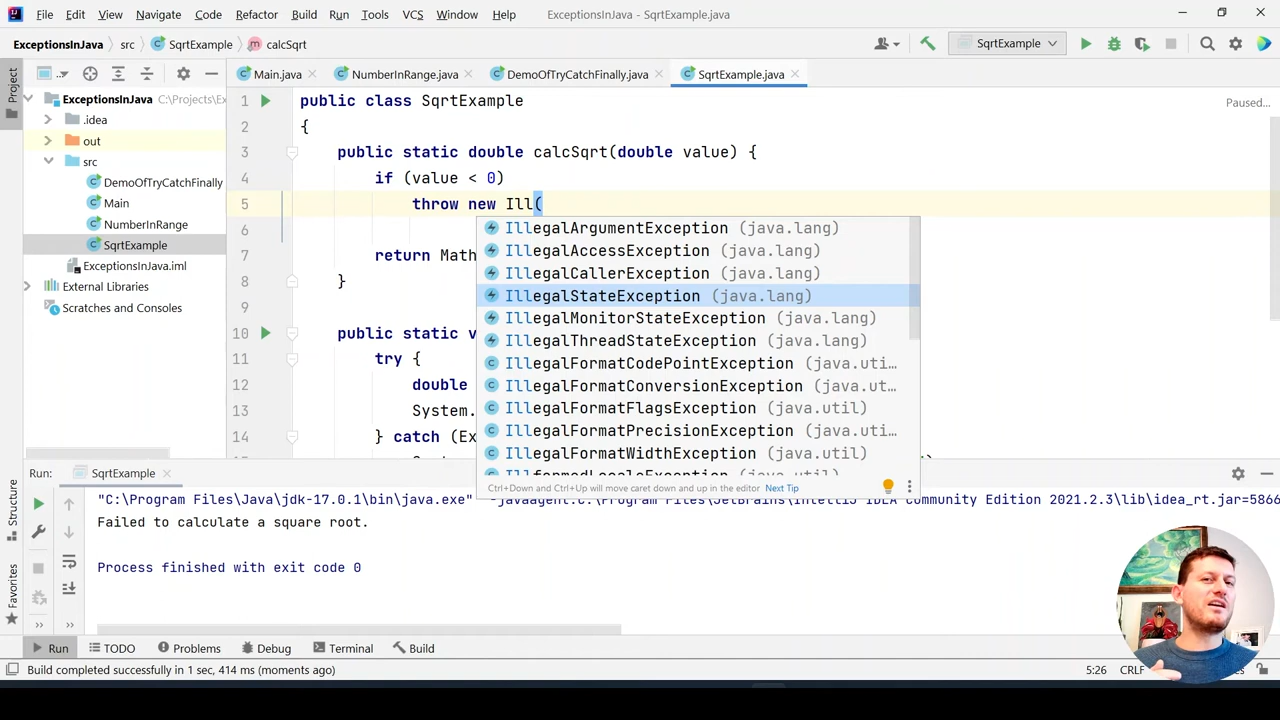 File Edit View Navigate Code Refactor Build Run Tools VCS Window Help ExceptionsInJava - SqrtExample.java
ExceptionsInJava src SqrtExample calcSqrt SqrtExample
Project .. Main.java NumberInRange.java DemoOfTryCatchFinally.java SqrtExample.java
ExceptionsInJava C:\Projects\Ex
.idea
out
src
DemoOfTryCatchFinally
Main
NumberInRange
SqrtExample
ExceptionsInJava.iml
External Libraries
Scratches and Consoles
Paused...
1 public class SqrtExample
2 {
3 public static double calcSqrt(double value) {
4 if (value < 0)
5 throw new Ill(
6
7 return Math
8 }
9
10 public static v
11 try {
12 double
13 System.
14 } catch (Ex
IllegalArgumentException (java.lang)
IllegalAccessException (java.lang)
IllegalCallerException (java.lang)
IllegalStateException (java.lang)
IllegalMonitorStateException (java.lang)
IllegalThreadStateException (java.lang)
IllegalFormatCodePointException (java.uti...
IllegalFormatConversionException (java.ut...
IllegalFormatFlagsException (java.util)
IllegalFormatPrecisionException (java.uti...
IllegalFormatWidthException (java.util)
IllformedLocaleException (java.util)
Ctrl+Down and Ctrl+Up will move caret down and up in the editor Next Tip
Run: SqrtExample
"C:\Program Files\Java\jdk-17.0.1\bin\java.exe" "-javaagent:C:\Program Files\JetBrains\IntelliJ IDEA Community Edition 2021.2.3\lib\idea_rt.jar=5866
Failed to calculate a square root.
Process finished with exit code 0
Structure
Favorites
Run TODO Problems Debug Terminal Build
Build completed successfully in 1 sec, 414 ms (moments ago) 5:26 CRLF